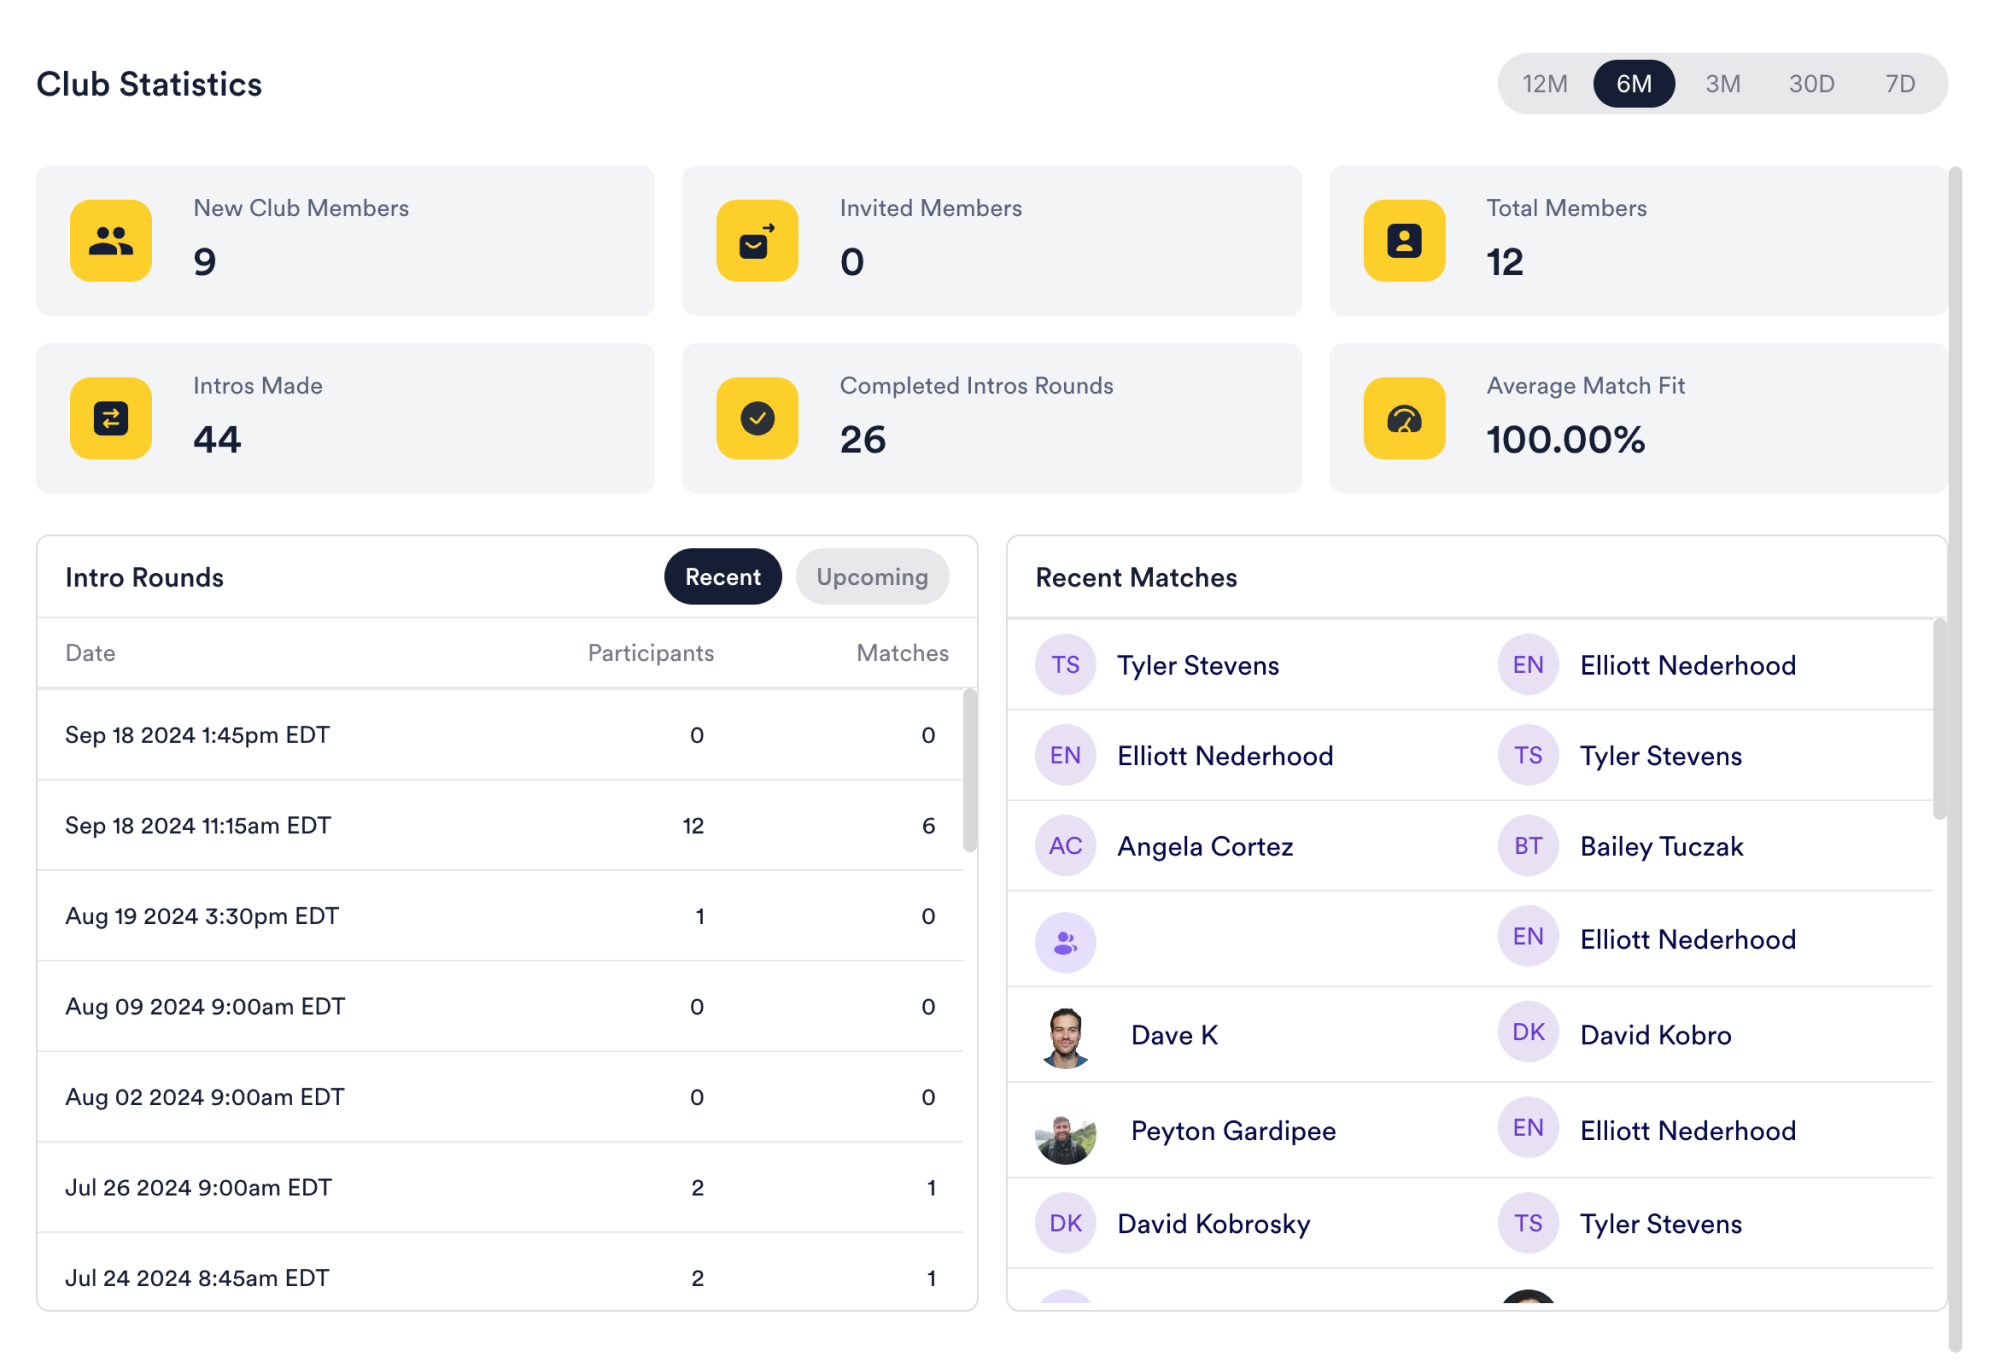 Club Statistics
12M 6M 3M 30D 7D
New Club Members
9
Invited Members
0
Total Members
12
Intros Made
44
Completed Intros Rounds
26
Average Match Fit
100.00%
Intro Rounds
Recent Upcoming
Date Participants Matches
Sep 18 2024 1:45pm EDT 0 0
Sep 18 2024 11:15am EDT 12 6
Aug 19 2024 3:30pm EDT 1 0
Aug 09 2024 9:00am EDT 0 0
Aug 02 2024 9:00am EDT 0 0
Jul 26 2024 9:00am EDT 2 1
Jul 24 2024 8:45am EDT 2 1
Recent Matches
TS Tyler Stevens EN Elliott Nederhood
EN Elliott Nederhood TS Tyler Stevens
AC Angela Cortez BT Bailey Tuczak
EN Elliott Nederhood
Dave K DK David Kobro
Peyton Gardipee EN Elliott Nederhood
DK David Kobrosky TS Tyler Stevens